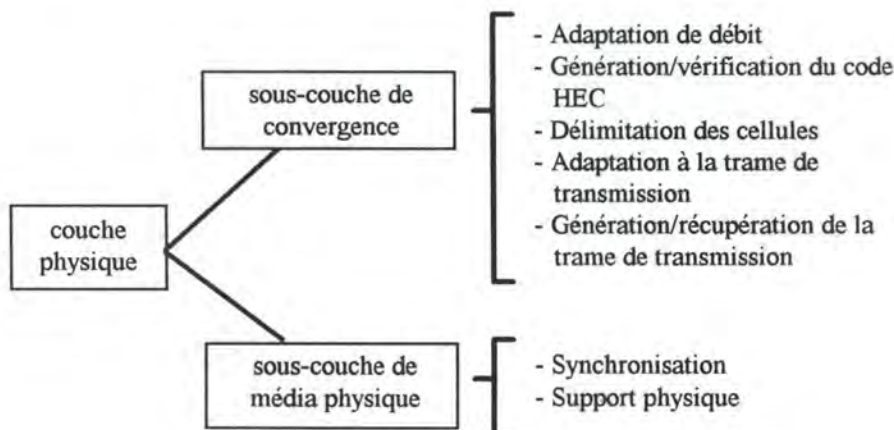 couche
physique
sous-couche de
convergence
- Adaptation de débit
- Génération/vérification du code
HEC
- Délimitation des cellules
- Adaptation à la trame de
transmission
- Génération/récupération de la
trame de transmission
sous-couche de
média physique
- Synchronisation
- Support physique